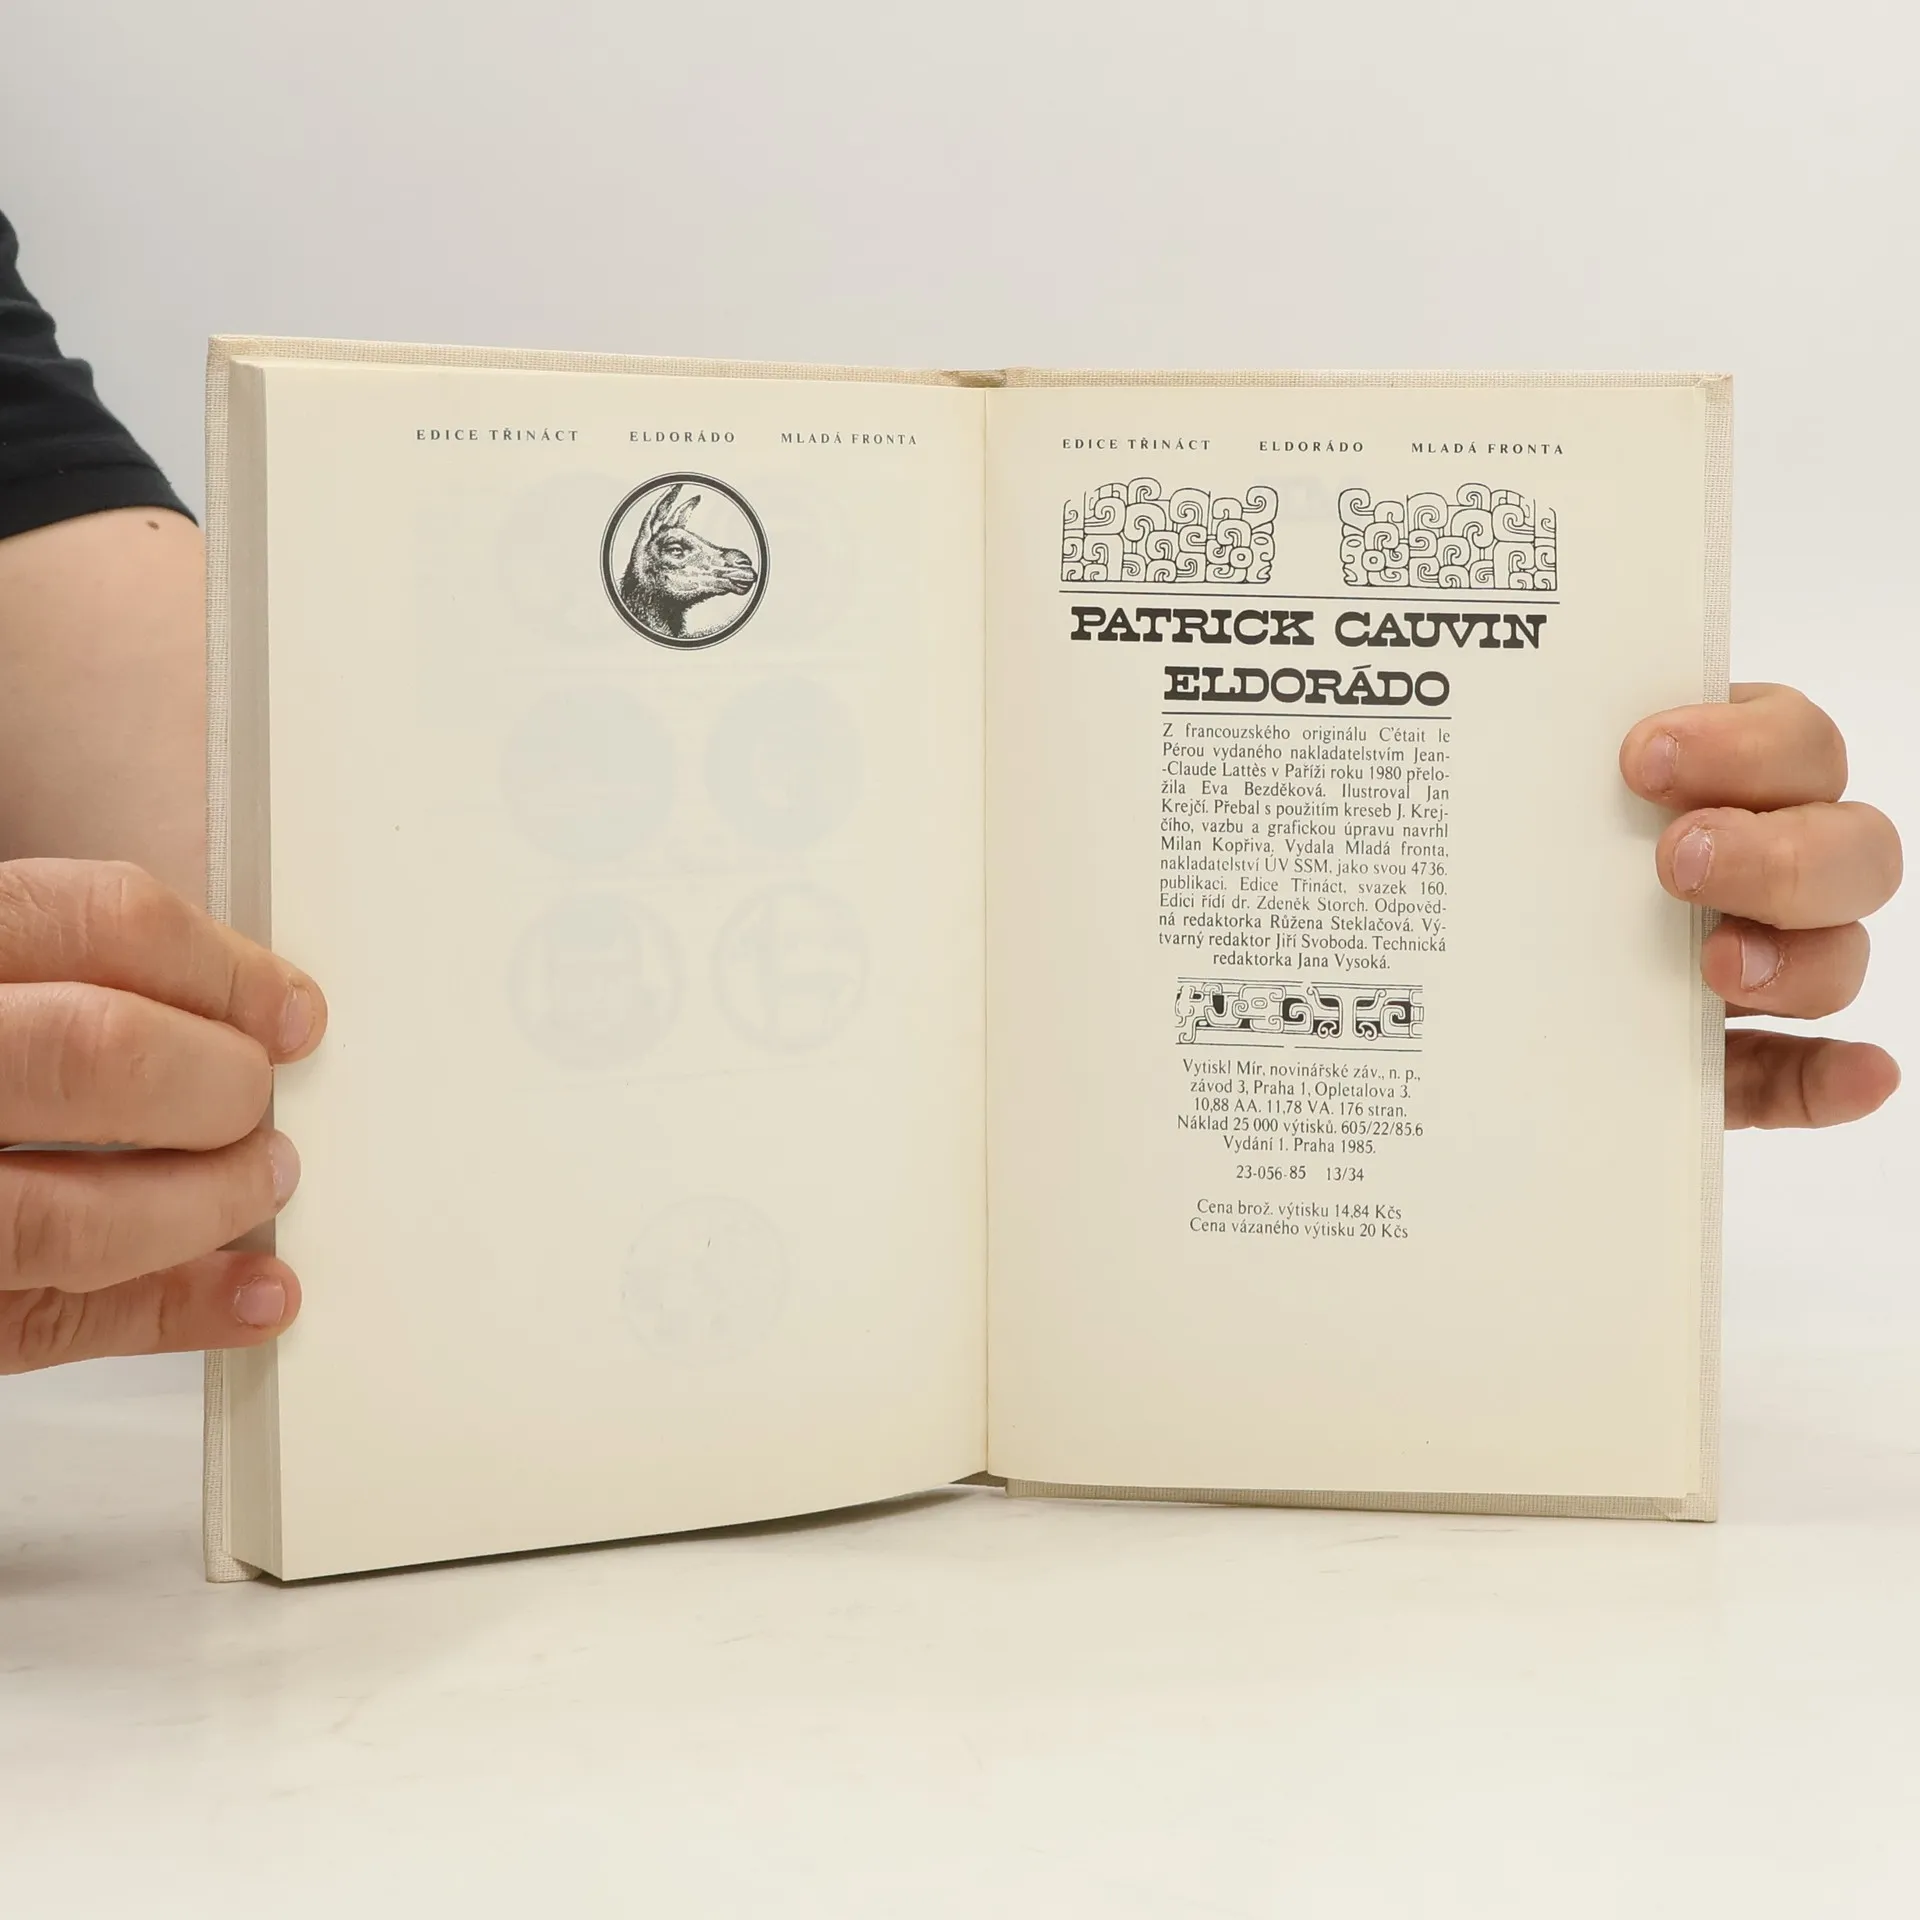 EDICE TŘINÁCT ELDORÁDO MLADÁ FRONTA
EDICE TŘINÁCT ELDORÁDO MLADÁ FRONTA
PATRICK CAUVIN
ELDORÁDO
Z francouzského originálu C'était le
Pérou vydaného nakladatelstvím Jean-
-Claude Lattès v Paříži roku 1980 přelo-
žila Eva Bezděková. Ilustroval Jan
Krejčí. Přebal s použitím kreseb J. Krej-
čího, vazbu a grafickou úpravu navrhl
Milan Kopřiva. Vydala Mladá fronta,
nakladatelství ÚV SSM, jako svou 4736.
publikaci. Edice Třináct, svazek 160.
Edici řídí dr. Zdeněk Storch. Odpověd-
ná redaktorka Růžena Steklačová. Vý-
tvarný redaktor Jiří Svoboda. Technická
redaktorka Jana Vysoká.
Vytiskl Mír, novinářské záv., n. p.,
závod 3, Praha 1, Opletalova 3.
10,88 AA. 11,78 VA. 176 stran.
Náklad 25 000 výtisků. 605/22/85.6
Vydání 1. Praha 1985.
23-056-85 13/34
Cena brož. výtisku 14,84 Kčs
Cena vázaného výtisku 20 Kčs